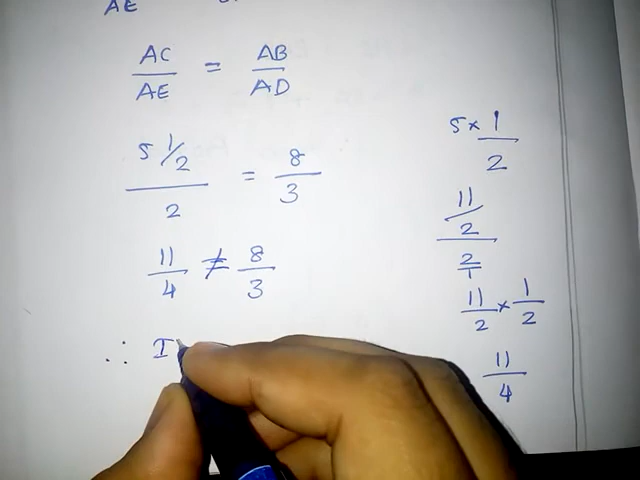 AE
AC/AE = AB/AD
5 1/2 / 2 = 8/3
11/4 ≠ 8/3
∴ I
5 × 1/2
11/2 / 2/1
11/2 × 1/2
11/4